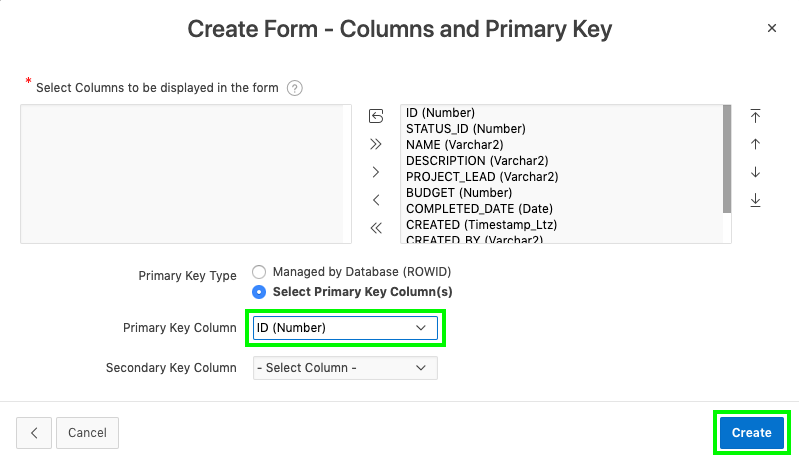 Create Form - Columns and Primary Key
* Select Columns to be displayed in the form ?
ID (Number)
STATUS_ID (Number)
NAME (Varchar2)
DESCRIPTION (Varchar2)
PROJECT_LEAD (Varchar2)
BUDGET (Number)
COMPLETED_DATE (Date)
CREATED (Timestamp_Ltz)
CREATED_BY (Varchar2)
Primary Key Type
Managed by Database (ROWID)
Select Primary Key Column(s)
Primary Key Column ID (Number)
Secondary Key Column - Select Column -
Cancel
Create